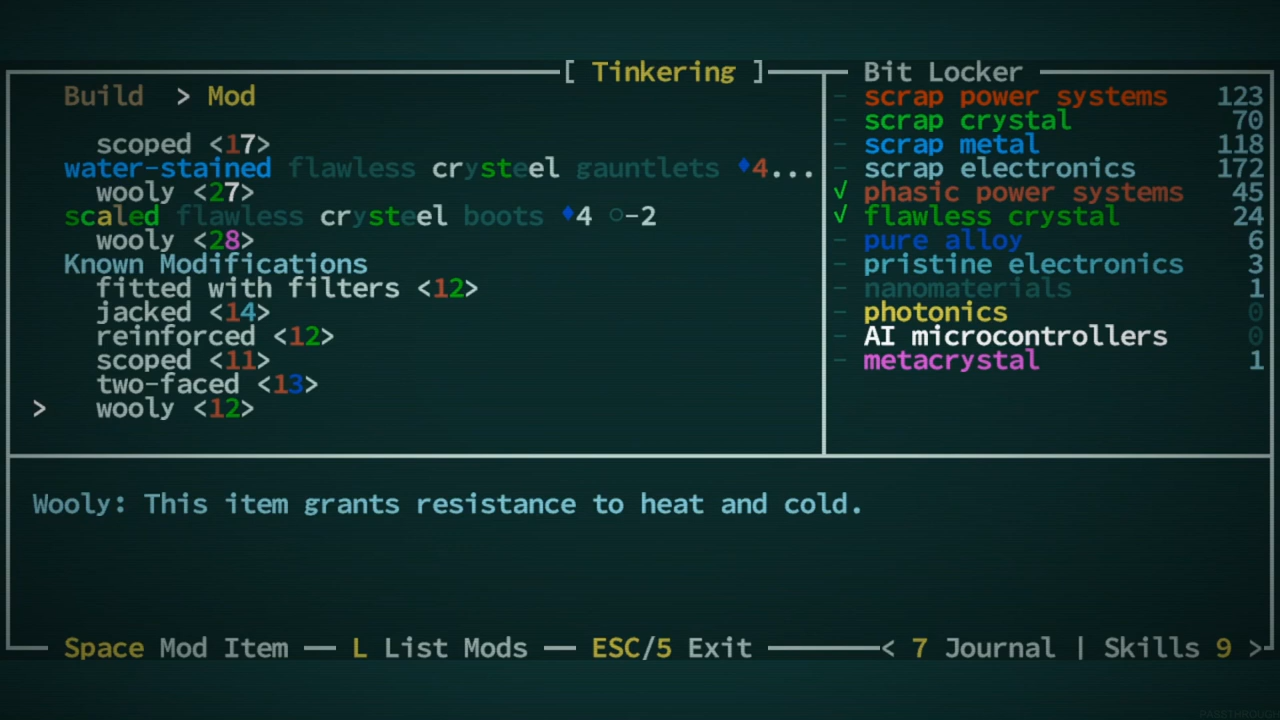 [ Tinkering ]
Build > Mod
scoped <17>
water-stained flawless crysteel gauntlets ♦4...
wooly <27>
scaled flawless crysteel boots ♦4 ○-2
wooly <28>
Known Modifications
fitted with filters <12>
jacked <14>
reinforced <12>
scoped <11>
two-faced <13>
> wooly <12>
Bit Locker
- scrap power systems 123
- scrap crystal 70
- scrap metal 118
- scrap electronics 172
√ phasic power systems 45
√ flawless crystal 24
- pure alloy 6
- pristine electronics 3
- nanomaterials 1
- photonics 0
- AI microcontrollers 0
- metacrystal 1
Wooly: This item grants resistance to heat and cold.
Space Mod Item L List Mods ESC/5 Exit < 7 Journal | Skills 9 >